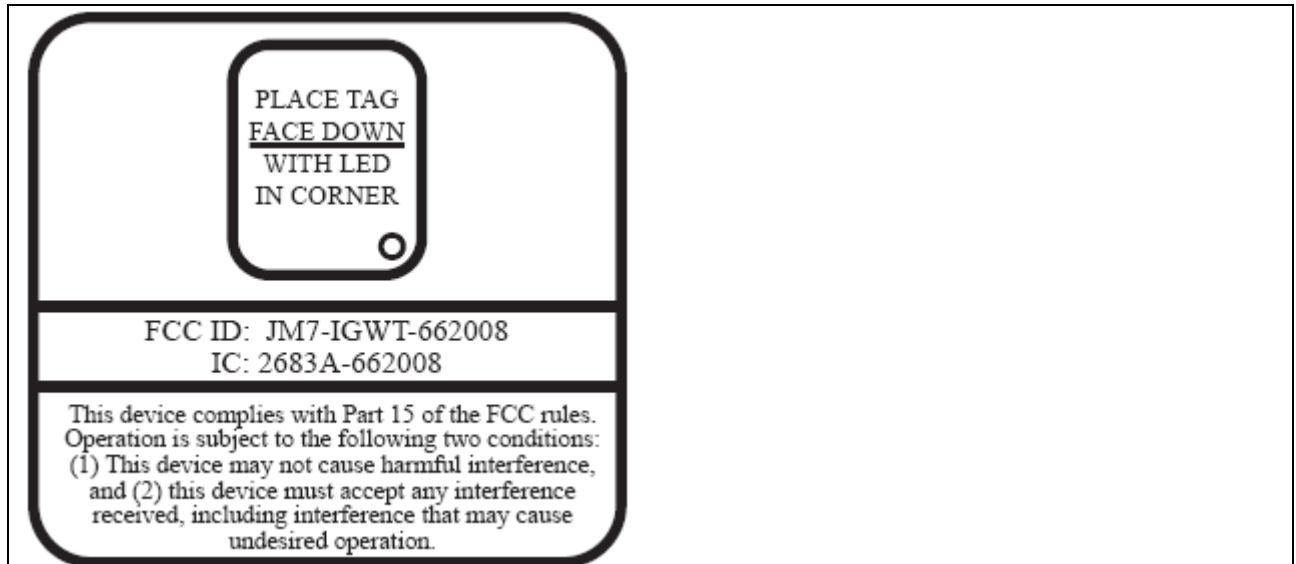 PLACE TAG
FACE DOWN
WITH LED
IN CORNER
FCC ID: JM7-IGWT-662008
IC: 2683A-662008
This device complies with Part 15 of the FCC rules.
Operation is subject to the following two conditions:
(1) This device may not cause harmful interference,
and (2) this device must accept any interference
received, including interference that may cause
undesired operation.